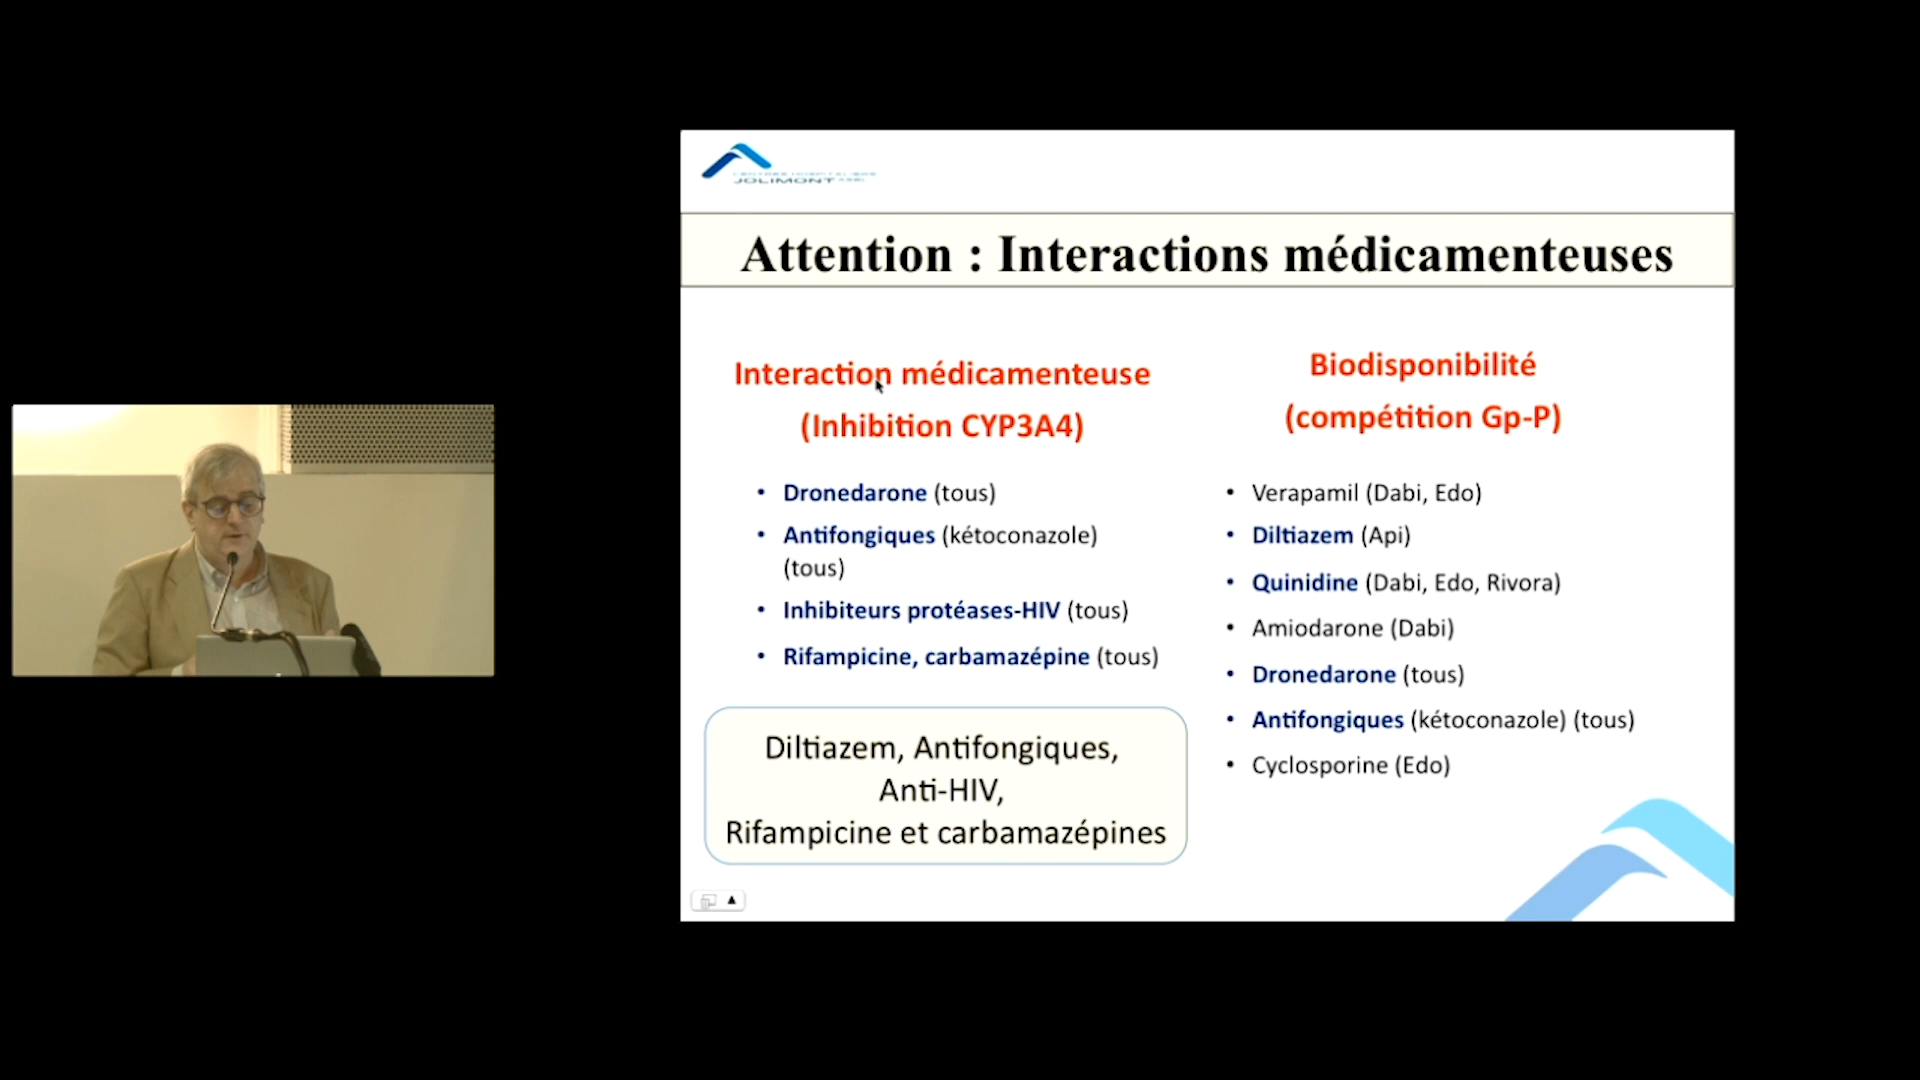 JOLIMONT
Attention : Interactions médicamenteuses
Interaction médicamenteuse
(Inhibition CYP3A4)
• Dronedarone (tous)
• Antifongiques (kétoconazole)
(tous)
• Inhibiteurs protéases-HIV (tous)
• Rifampicine, carbamazépine (tous)
Diltiazem, Antifongiques,
Anti-HIV,
Rifampicine et carbamazépines
Biodisponibilité
(compétition Gp-P)
• Verapamil (Dabi, Edo)
• Diltiazem (Api)
• Quinidine (Dabi, Edo, Rivora)
• Amiodarone (Dabi)
• Dronedarone (tous)
• Antifongiques (kétoconazole) (tous)
• Cyclosporine (Edo)